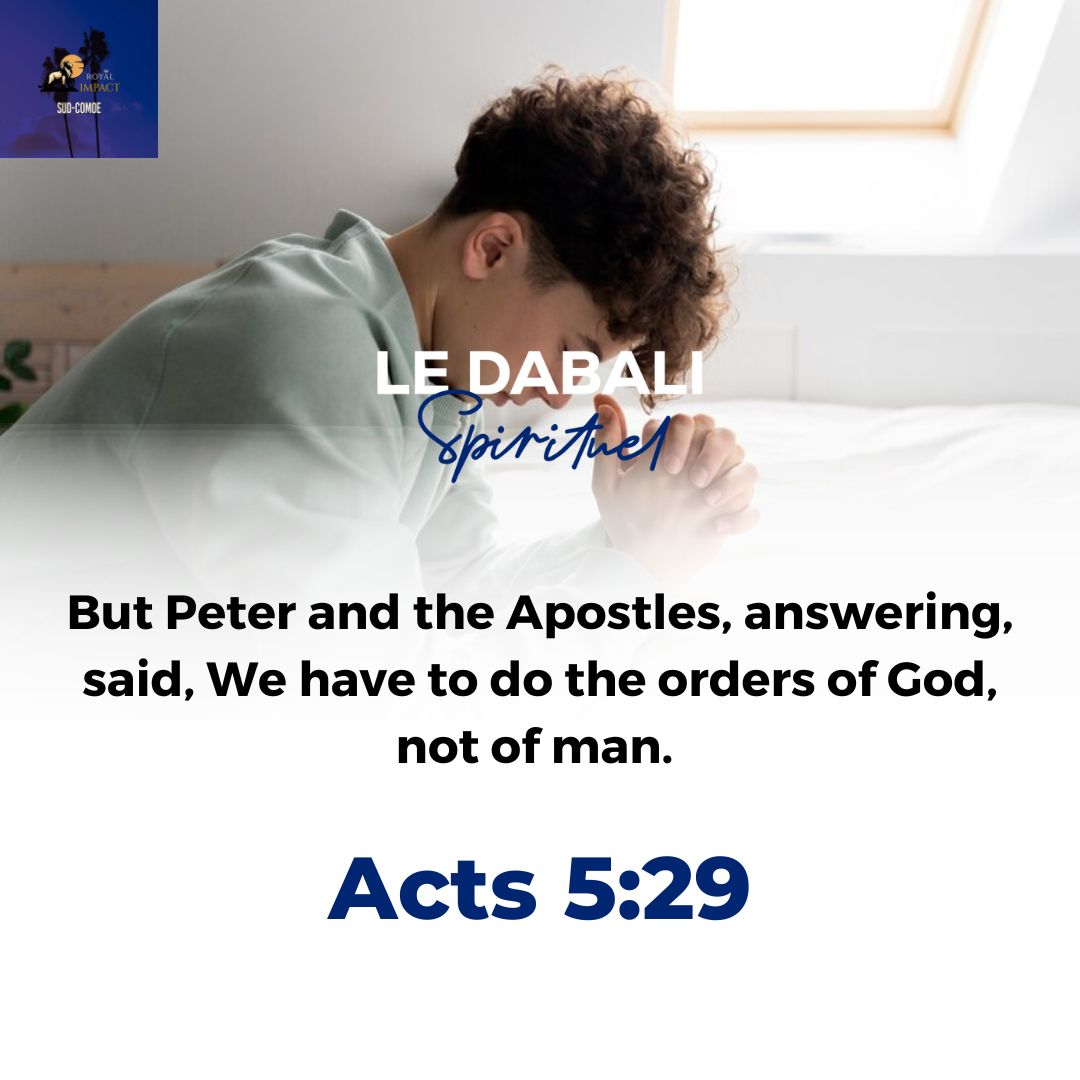 ROYAL
IMPACT
SUD-COMOE
LE DABALI
Spirituel
But Peter and the Apostles, answering,
said, We have to do the orders of God,
not of man.
Acts 5:29